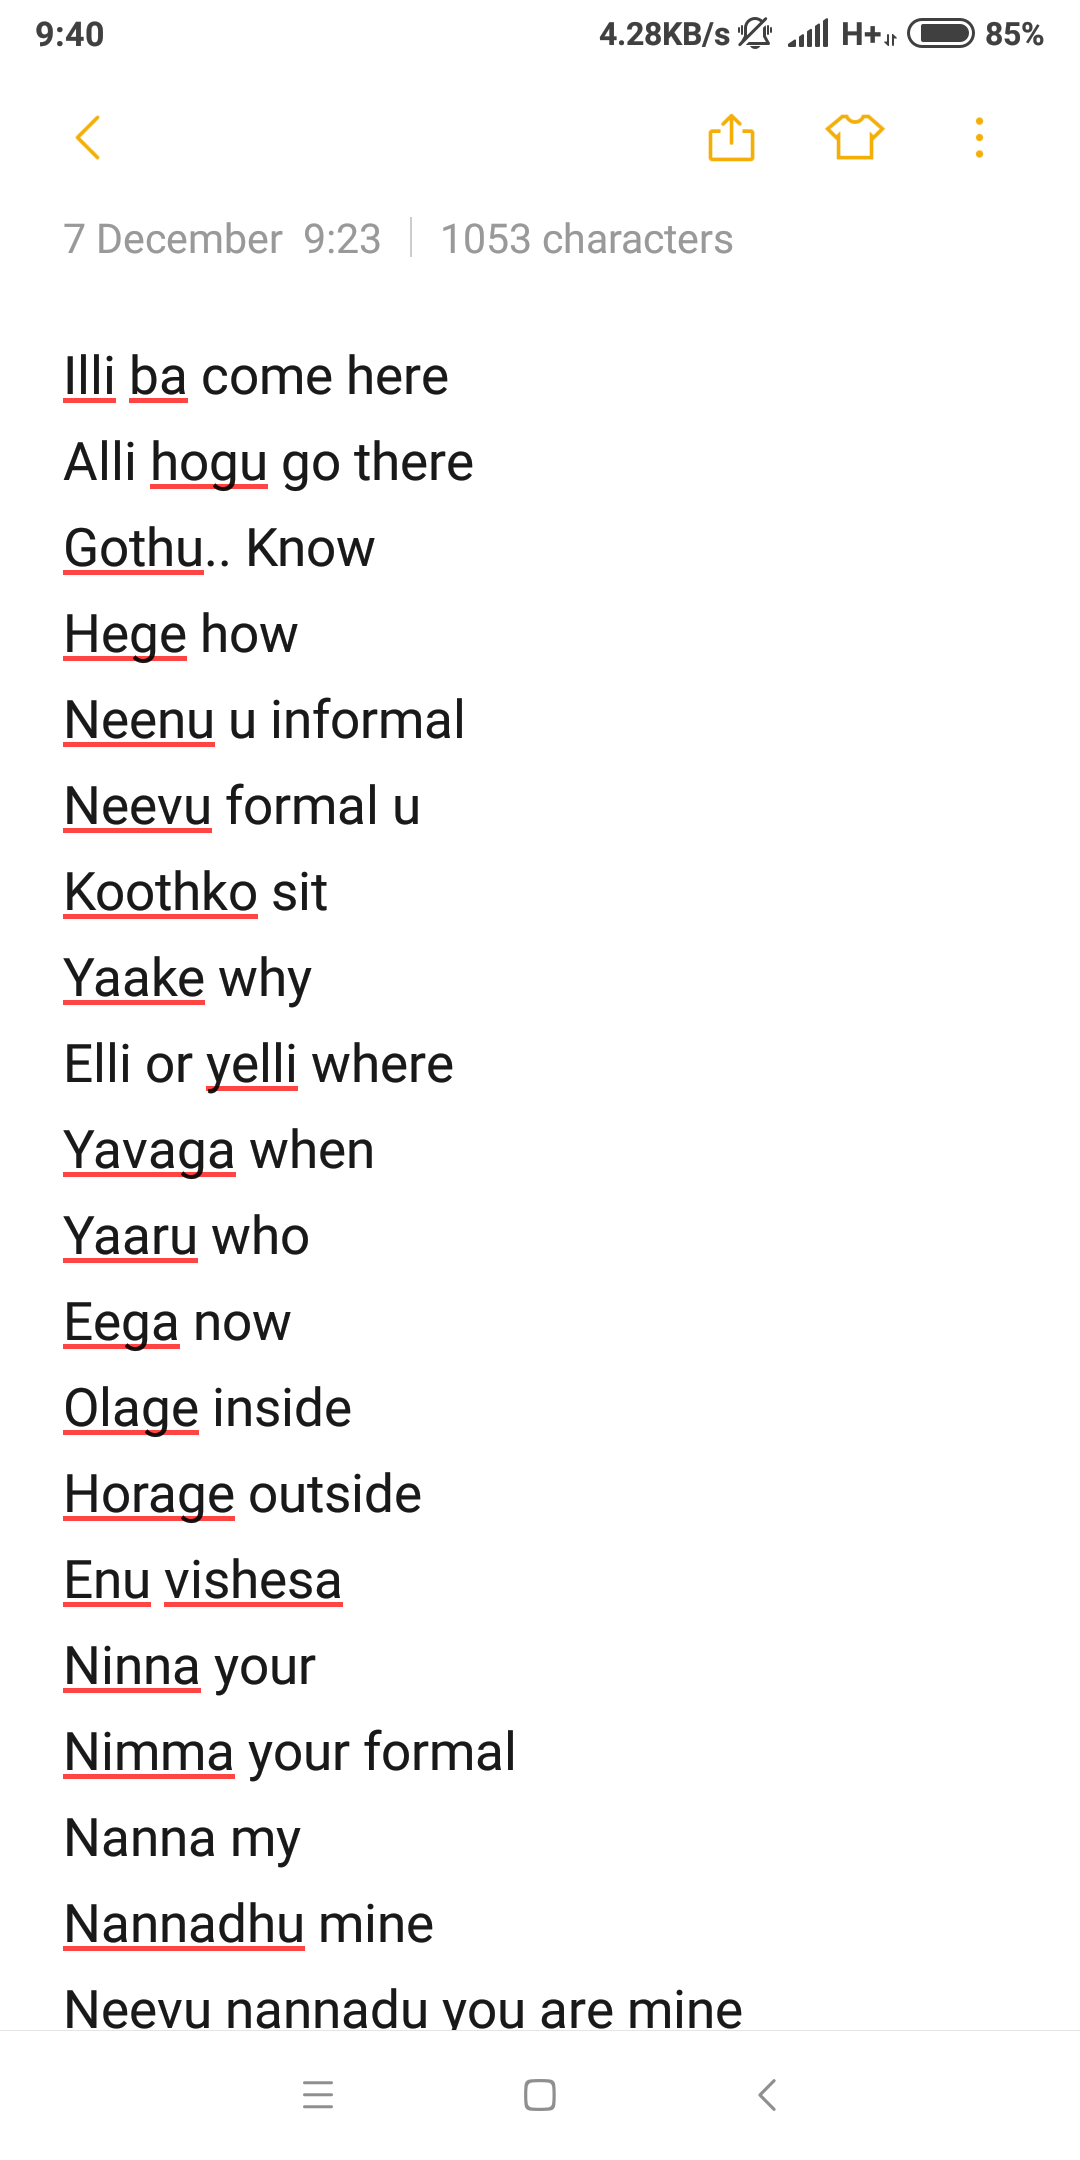 9:40 4.28KB/s H+ 85%
7 December 9:23 | 1053 characters
Illi ba come here
Alli hogu go there
Gothu.. Know
Hege how
Neenu u informal
Neevu formal u
Koothko sit
Yaake why
Elli or yelli where
Yavaga when
Yaaru who
Eega now
Olage inside
Horage outside
Enu vishesa
Ninna your
Nimma your formal
Nanna my
Nannadhu mine
Neevu nannadu you are mine